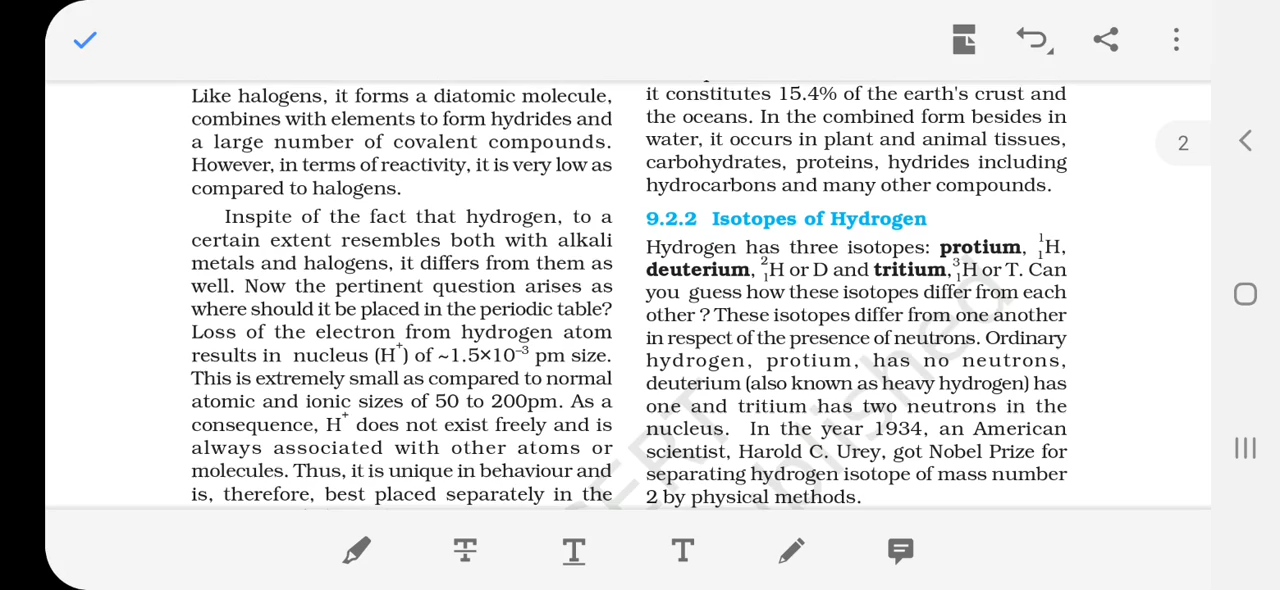 2
Like halogens, it forms a diatomic molecule,
combines with elements to form hydrides and
a large number of covalent compounds.
However, in terms of reactivity, it is very low as
compared to halogens.
Inspite of the fact that hydrogen, to a
certain extent resembles both with alkali
metals and halogens, it differs from them as
well. Now the pertinent question arises as
where should it be placed in the periodic table?
Loss of the electron from hydrogen atom
results in nucleus (H⁺) of ~1.5×10⁻³ pm size.
This is extremely small as compared to normal
atomic and ionic sizes of 50 to 200pm. As a
consequence, H⁺ does not exist freely and is
always associated with other atoms or
molecules. Thus, it is unique in behaviour and
is, therefore, best placed separately in the
it constitutes 15.4% of the earth's crust and
the oceans. In the combined form besides in
water, it occurs in plant and animal tissues,
carbohydrates, proteins, hydrides including
hydrocarbons and many other compounds.
9.2.2 Isotopes of Hydrogen
Hydrogen has three isotopes: protium, ¹₁H,
deuterium, ²₁H or D and tritium, ³₁H or T. Can
you guess how these isotopes differ from each
other ? These isotopes differ from one another
in respect of the presence of neutrons. Ordinary
hydrogen, protium, has no neutrons,
deuterium (also known as heavy hydrogen) has
one and tritium has two neutrons in the
nucleus. In the year 1934, an American
scientist, Harold C. Urey, got Nobel Prize for
separating hydrogen isotope of mass number
2 by physical methods.